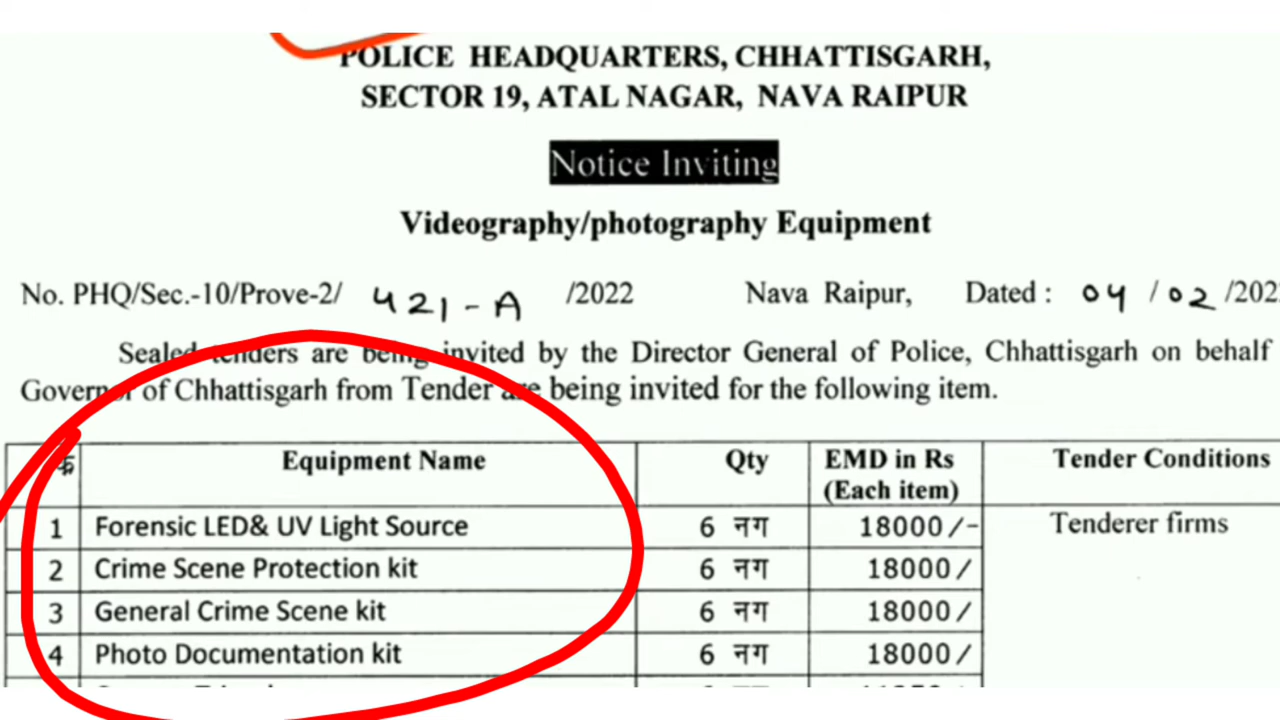 POLICE HEADQUARTERS, CHHATTISGARH,
SECTOR 19, ATAL NAGAR, NAVA RAIPUR
Notice Inviting
Videography/photography Equipment
No. PHQ/Sec.-10/Prove-2/ 421-A /2022 Nava Raipur, Dated : 04 / 02 /202
Sealed tenders are being invited by the Director General of Police, Chhattisgarh on behalf
Governor of Chhattisgarh from Tender are being invited for the following item.
क्र Equipment Name Qty EMD in Rs (Each item) Tender Conditions
1 Forensic LED& UV Light Source 6 नग 18000/- Tenderer firms
2 Crime Scene Protection kit 6 नग 18000/
3 General Crime Scene kit 6 नग 18000/
4 Photo Documentation kit 6 नग 18000/